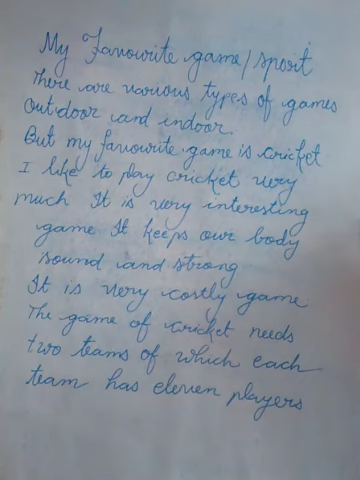 My Favourite game/sport
There are various types of games
outdoor and indoor.
But my favourite game is cricket
I like to play cricket very
much It is very interesting
game It keeps our body
sound and strong
It is very costly game
The game of cricket needs
two teams of which each
team has eleven players